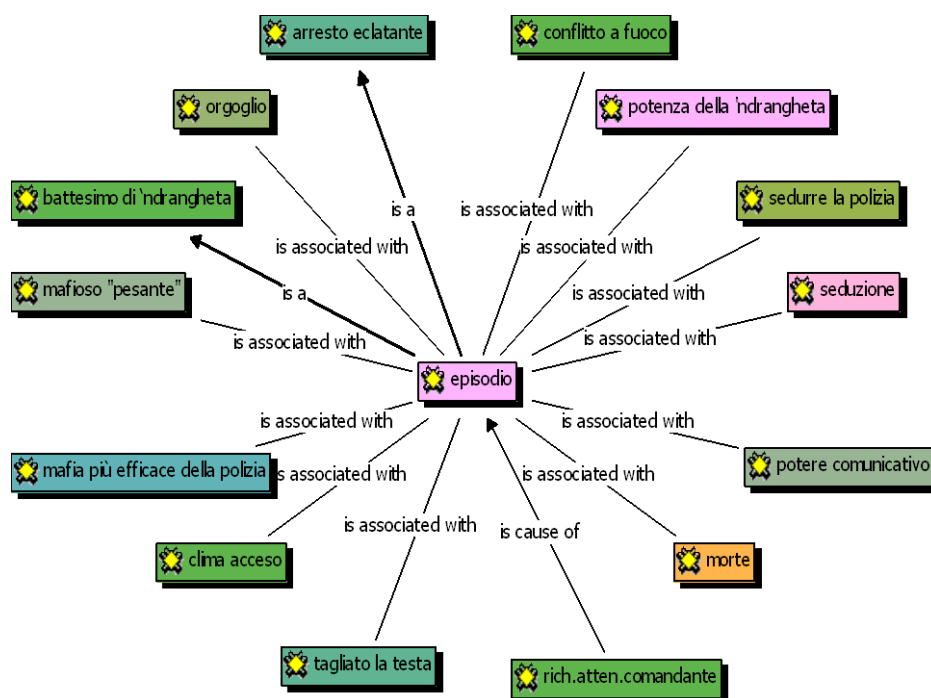 arresto eclatante
conflitto a fuoco
orgoglio
potenza della 'ndrangheta
battesimo di 'ndrangheta
is a
is associated with
sedurre la polizia
is associated with
mafioso "pesante"
is a
is associated with
seduzione
is associated with
is associated with
episodio
is associated with
is associated with
mafia più efficace della polizia
is associated with
is associated with
potere comunicativo
is associated with
is cause of
clima acceso
morte
tagliato la testa
rich.atten.comandante